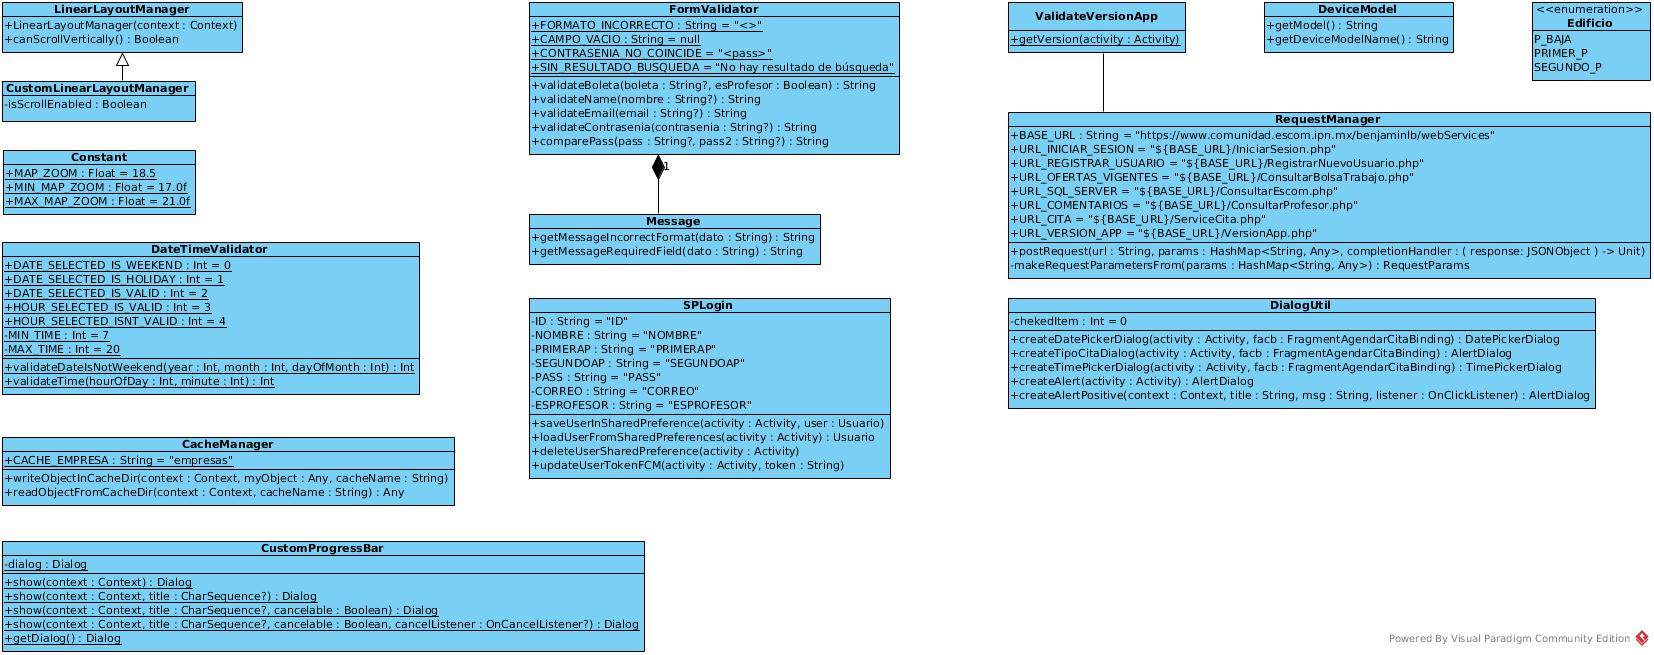 LinearLayoutManager
+LinearLayoutManager(context : Context)
+canScrollVertically() : Boolean
CustomLinearLayoutManager
-isScrollEnabled : Boolean
Constant
+MAP_ZOOM : Float = 18.5
+MIN_MAP_ZOOM : Float = 17.0f
+MAX_MAP_ZOOM : Float = 21.0f
DateTimeValidator
+DATE_SELECTED_IS_WEEKEND : Int = 0
+DATE_SELECTED_IS_HOLIDAY : Int = 1
+DATE_SELECTED_IS_VALID : Int = 2
+HOUR_SELECTED_IS_VALID : Int = 3
+HOUR_SELECTED_ISNT_VALID : Int = 4
-MIN_TIME : Int = 7
-MAX_TIME : Int = 20
+validateDateIsNotWeekend(year : Int, month : Int, dayOfMonth : Int) : Int
+validateTime(hourOfDay : Int, minute : Int) : Int
CacheManager
+CACHE_EMPRESA : String = "empresas"
+writeObjectInCacheDir(context : Context, myObject : Any, cacheName : String)
+readObjectFromCacheDir(context : Context, cacheName : String) : Any
CustomProgressBar
-dialog : Dialog
+show(context : Context) : Dialog
+show(context : Context, title : CharSequence?) : Dialog
+show(context : Context, title : CharSequence?, cancelable : Boolean) : Dialog
+show(context : Context, title : CharSequence?, cancelable : Boolean, cancelListener : OnCancelListener?) : Dialog
+getDialog() : Dialog
FormValidator
+FORMATO_INCORRECTO : String = "<>"
+CAMPO_VACIO : String = null
+CONTRASENIA_NO_COINCIDE = "<pass>"
+SIN_RESULTADO_BUSQUEDA = "No hay resultado de búsqueda"
+validateBoleta(boleta : String?, esProfesor : Boolean) : String
+validateName(nombre : String?) : String
+validateEmail(email : String?) : String
+validateContrasenia(contrasenia : String?) : String
+comparePass(pass : String?, pass2 : String?) : String
1
Message
+getMessageIncorrectFormat(dato : String) : String
+getMessageRequiredField(dato : String) : String
SPLogin
-ID : String = "ID"
-NOMBRE : String = "NOMBRE"
-PRIMERAP : String = "PRIMERAP"
-SEGUNDOAP : String = "SEGUNDOAP"
-PASS : String = "PASS"
-CORREO : String = "CORREO"
-ESPROFESOR : String = "ESPROFESOR"
+saveUserInSharedPreference(activity : Activity, user : Usuario)
+loadUserFromSharedPreferences(activity : Activity) : Usuario
+deleteUserSharedPreference(activity : Activity)
+updateUserTokenFCM(activity : Activity, token : String)
ValidateVersionApp
+getVersion(activity : Activity)
DeviceModel
+getModel() : String
+getDeviceModelName() : String
<<enumeration>>
Edificio
P_BAJA
PRIMER_P
SEGUNDO_P
RequestManager
+BASE_URL : String = "https://www.comunidad.escom.ipn.mx/benjaminlb/webServices"
+URL_INICIAR_SESION = "${BASE_URL}/IniciarSesion.php"
+URL_REGISTRAR_USUARIO = "${BASE_URL}/RegistrarNuevoUsuario.php"
+URL_OFERTAS_VIGENTES = "${BASE_URL}/ConsultarBolsaTrabajo.php"
+URL_SQL_SERVER = "${BASE_URL}/ConsultarEscom.php"
+URL_COMENTARIOS = "${BASE_URL}/ConsultarProfesor.php"
+URL_CITA = "${BASE_URL}/ServiceCita.php"
+URL_VERSION_APP = "${BASE_URL}/VersionApp.php"
+postRequest(url : String, params : HashMap<String, Any>, completionHandler : ( response: JSONObject ) -> Unit)
-makeRequestParametersFrom(params : HashMap<String, Any>) : RequestParams
DialogUtil
-chekedItem : Int = 0
+createDatePickerDialog(activity : Activity, facb : FragmentAgendarCitaBinding) : DatePickerDialog
+createTipoCitaDialog(activity : Activity, facb : FragmentAgendarCitaBinding) : AlertDialog
+createTimePickerDialog(activity : Activity, facb : FragmentAgendarCitaBinding) : TimePickerDialog
+createAlert(activity : Activity) : AlertDialog
+createAlertPositive(context : Context, title : String, msg : String, listener : OnClickListener) : AlertDialog
Powered By Visual Paradigm Community Edition